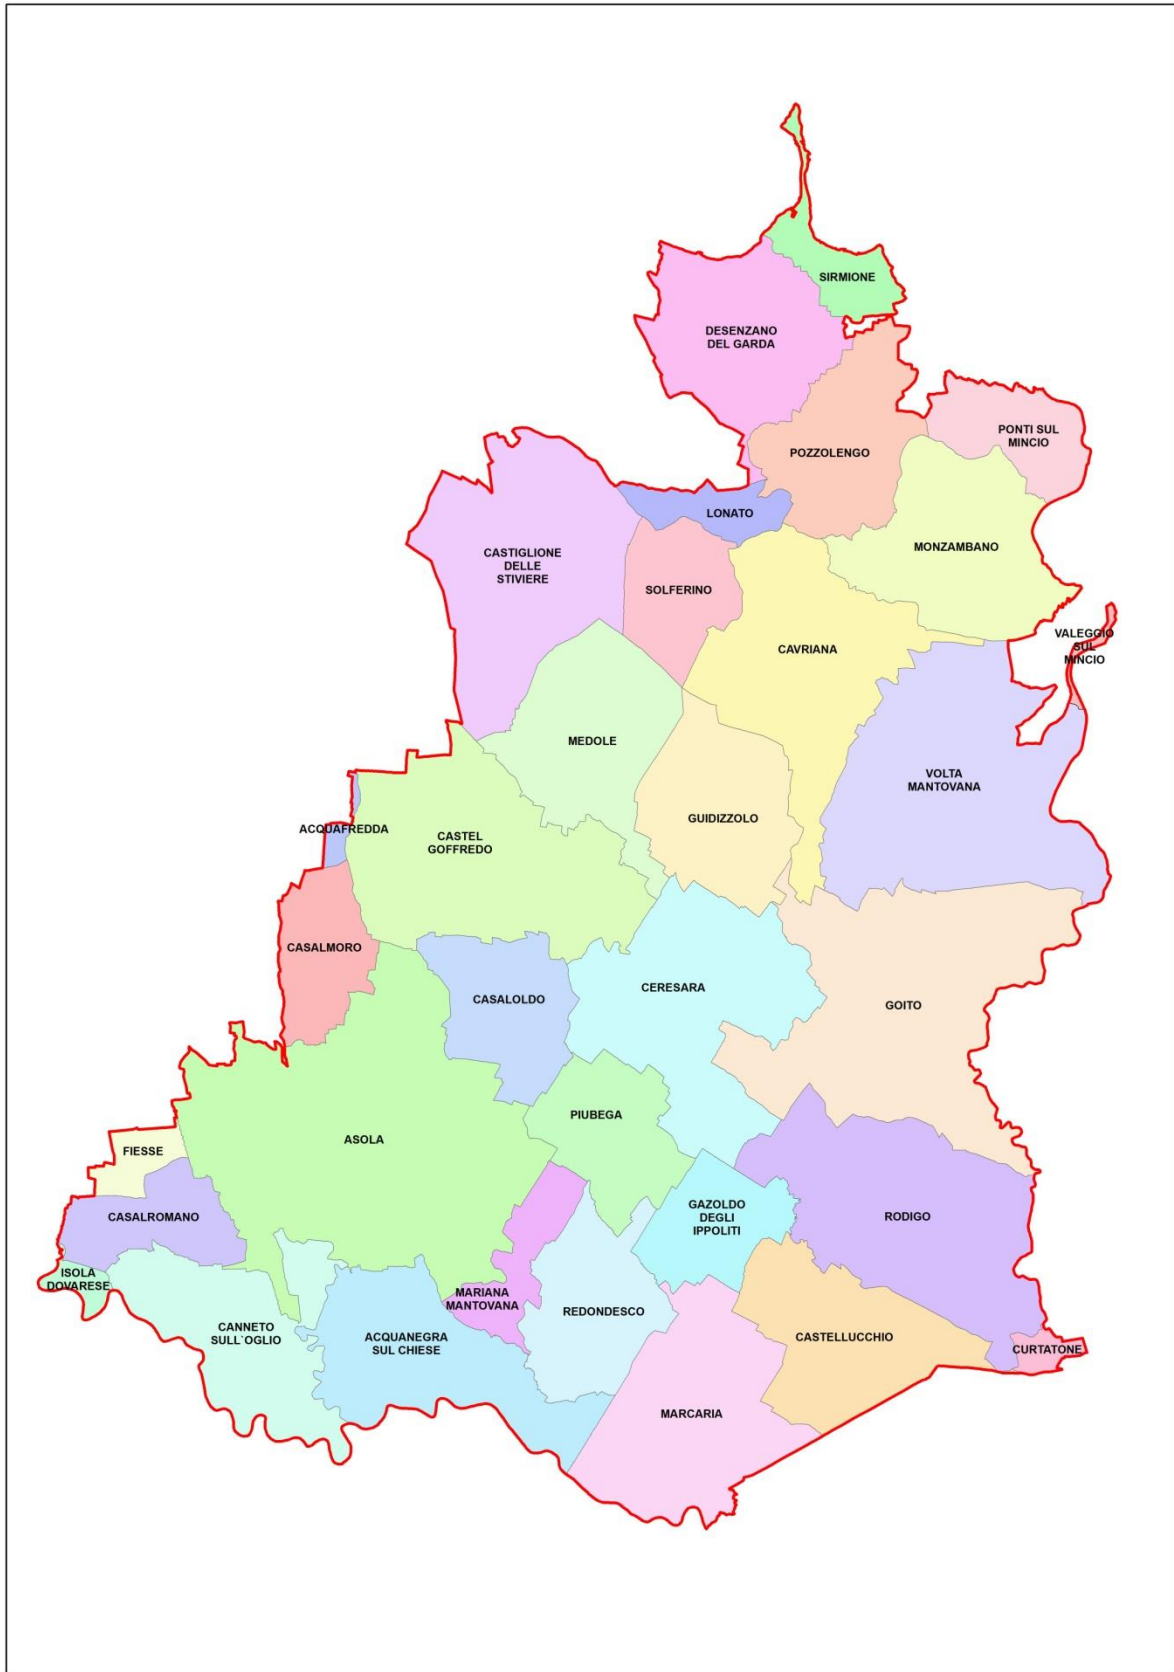 SIRMIONE
DESENZANO
DEL GARDA
PONTI SUL
MINCIO
POZZOLENGO
LONATO
MONZAMBANO
CASTIGLIONE
DELLE
STIVIERE
SOLFERINO
CAVRIANA
VALEGGIO
SUL
MINCIO
MEDOLE
VOLTA
MANTOVANA
GUIDIZZOLO
ACQUAFREDDA
CASTEL
GOFFREDO
CASALMORO
CERESARA
CASALOLDO
GOITO
PIUBEGA
ASOLA
FIESSE
GAZOLDO
DEGLI
IPPOLITI
CASALROMANO
RODIGO
ISOLA
DOVARESE
MARIANA
MANTOVANA
REDONDESCO
CANNETO
SULL`OGLIO
ACQUANEGRA
SUL CHIESE
CASTELLUCCHIO
CURTATONE
MARCARIA